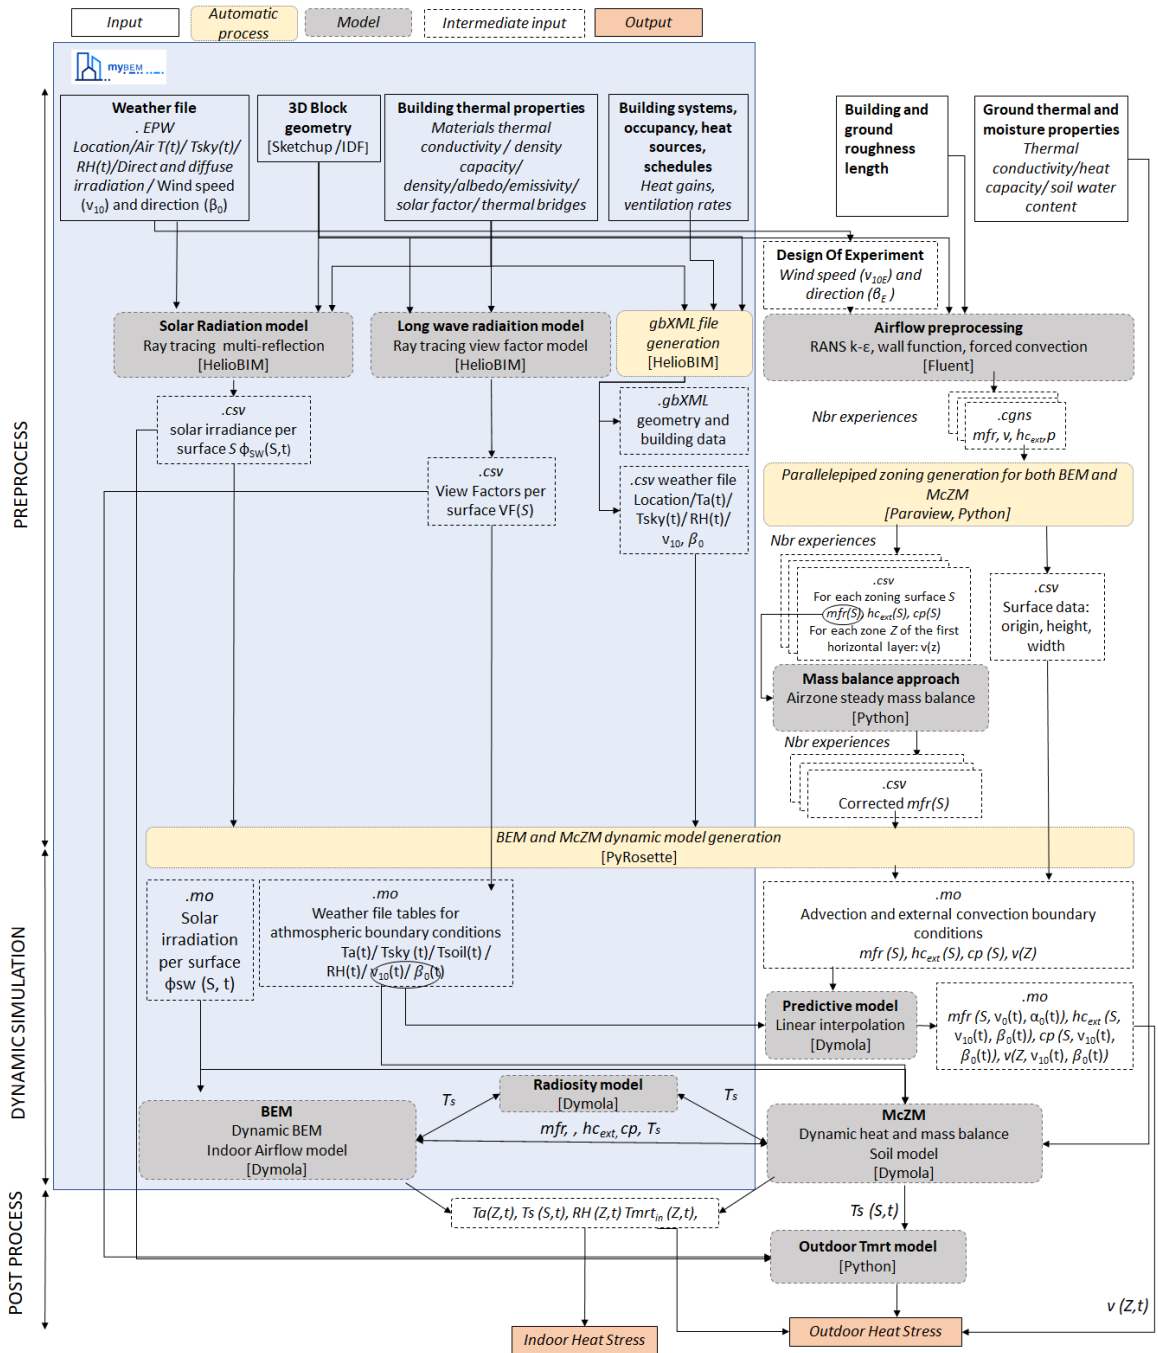 Input
Automatic
process
Model
Intermediate input
Output
myBEM
PREPROCESS
Weather file
. EPW
Location/Air T(t)/ Tsky(t)/
RH(t)/Direct and diffuse
irradiation / Wind speed
(v10) and direction (β0)
3D Block
geometry
[Sketchup /IDF]
Building thermal properties
Materials thermal
conductivity / density
capacity/
density/albedo/emissivity/
solar factor/ thermal bridges
Building systems,
occupancy, heat
sources,
schedules
Heat gains,
ventilation rates
Building and
ground
roughness
length
Ground thermal and
moisture properties
Thermal
conductivity/heat
capacity/ soil water
content
Design Of Experiment
Wind speed (v10E) and
direction (βE )
Solar Radiation model
Ray tracing multi-reflection
[HelioBIM]
Long wave radiaition model
Ray tracing view factor model
[HelioBIM]
gbXML file
generation
[HelioBIM]
Airflow preprocessing
RANS k-ε, wall function, forced convection
[Fluent]
.csv
solar irradiance per
surface S ϕSW(S,t)
.gbXML
geometry and
building data
Nbr experiences
.cgns
mfr, v, hcext,p
.csv
View Factors per
surface VF(S)
.csv weather file
Location/Ta(t)/
Tsky(t)/ RH(t)/
v10, β0
Parallelepiped zoning generation for both BEM and
McZM
[Paraview, Python]
Nbr experiences
.csv
For each zoning surface S
mfr(S), hcext(S), cp(S)
For each zone Z of the first
horizontal layer: v(z)
.csv
Surface data:
origin, height,
width
Mass balance approach
Airzone steady mass balance
[Python]
Nbr experiences
.csv
Corrected mfr(S)
BEM and McZM dynamic model generation
[PyRosette]
DYNAMIC SIMULATION
.mo
Solar
irradiation
per surface
ϕsw (S, t)
.mo
Weather file tables for
athmospheric boundary conditions
Ta(t)/ Tsky (t)/ Tsoil(t) /
RH(t)/ v10(t)/ β0(t)
.mo
Advection and external convection boundary
conditions
mfr (S), hcext (S), cp (S), v(Z)
Predictive model
Linear interpolation
[Dymola]
.mo
mfr (S, v0(t), α0(t)), hcext (S,
v10(t), β0(t)), cp (S, v10(t),
β0(t)), v(Z, v10(t), β0(t))
Radiosity model
[Dymola]
Ts
Ts
mfr, , hcext, cp, Ts
BEM
Dynamic BEM
Indoor Airflow model
[Dymola]
McZM
Dynamic heat and mass balance
Soil model
[Dymola]
POST PROCESS
Ta(Z,t), Ts (S,t), RH (Z,t) Tmrtin (Z,t),
Ts (S,t)
Outdoor Tmrt model
[Python]
v (Z,t)
Indoor Heat Stress
Outdoor Heat Stress